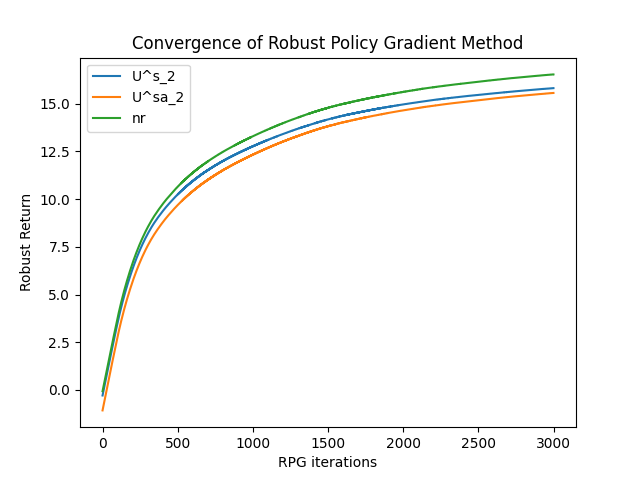 Convergence of Robust Policy Gradient Method
U^s_2
U^sa_2
nr
15.0
12.5
10.0
7.5
5.0
2.5
0.0
Robust Return
0 500 1000 1500 2000 2500 3000
RPG iterations